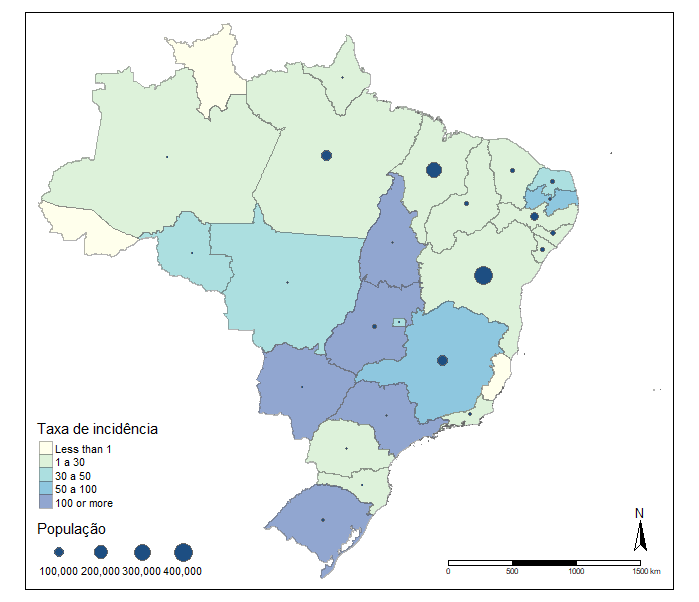 Taxa de incidência
Less than 1
1 a 30
30 a 50
50 a 100
100 or more
População
100,000 200,000 300,000 400,000
N
0 500 1000 1500 km